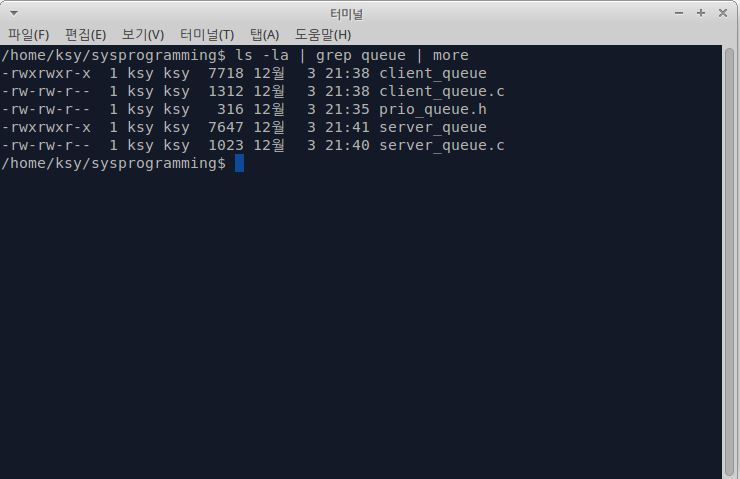 터미널
파일(F) 편집(E) 보기(V) 터미널(T) 탭(A) 도움말(H)
/home/ksy/sysprogramming$ ls -la | grep queue | more
-rwxrwxr-x  1 ksy ksy  7718 12월  3 21:38 client_queue
-rw-rw-r--  1 ksy ksy  1312 12월  3 21:38 client_queue.c
-rw-rw-r--  1 ksy ksy   316 12월  3 21:35 prio_queue.h
-rwxrwxr-x  1 ksy ksy  7647 12월  3 21:41 server_queue
-rw-rw-r--  1 ksy ksy  1023 12월  3 21:40 server_queue.c
/home/ksy/sysprogramming$